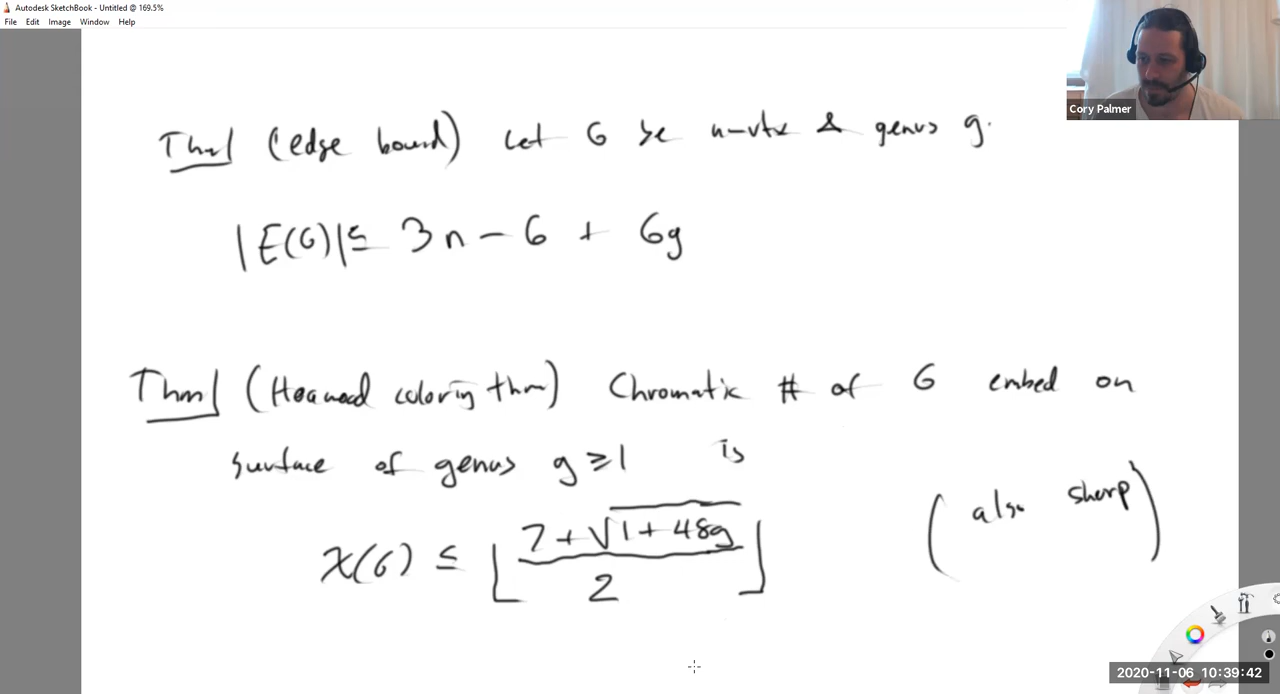 Autodesk SketchBook - Untitled @ 169.5%
File Edit Image Window Help
Cory Palmer
Thm (edge bound) Let G be n-vtx & genus g.
|E(G)| ≤ 3n - 6 + 6g
Thm (Heawood coloring thm) Chromatic # of G embed on
surface of genus g ≥ 1 is
χ(G) ≤ ⌊(7 + √(1 + 48g))/2⌋ (also sharp)
2020-11-06 10:39:42